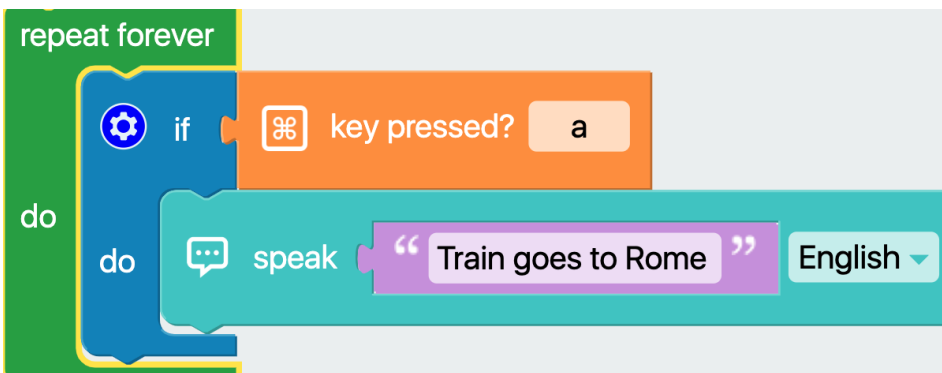 repeat forever
if ⌘ key pressed? a
do
do speak “ Train goes to Rome ” English